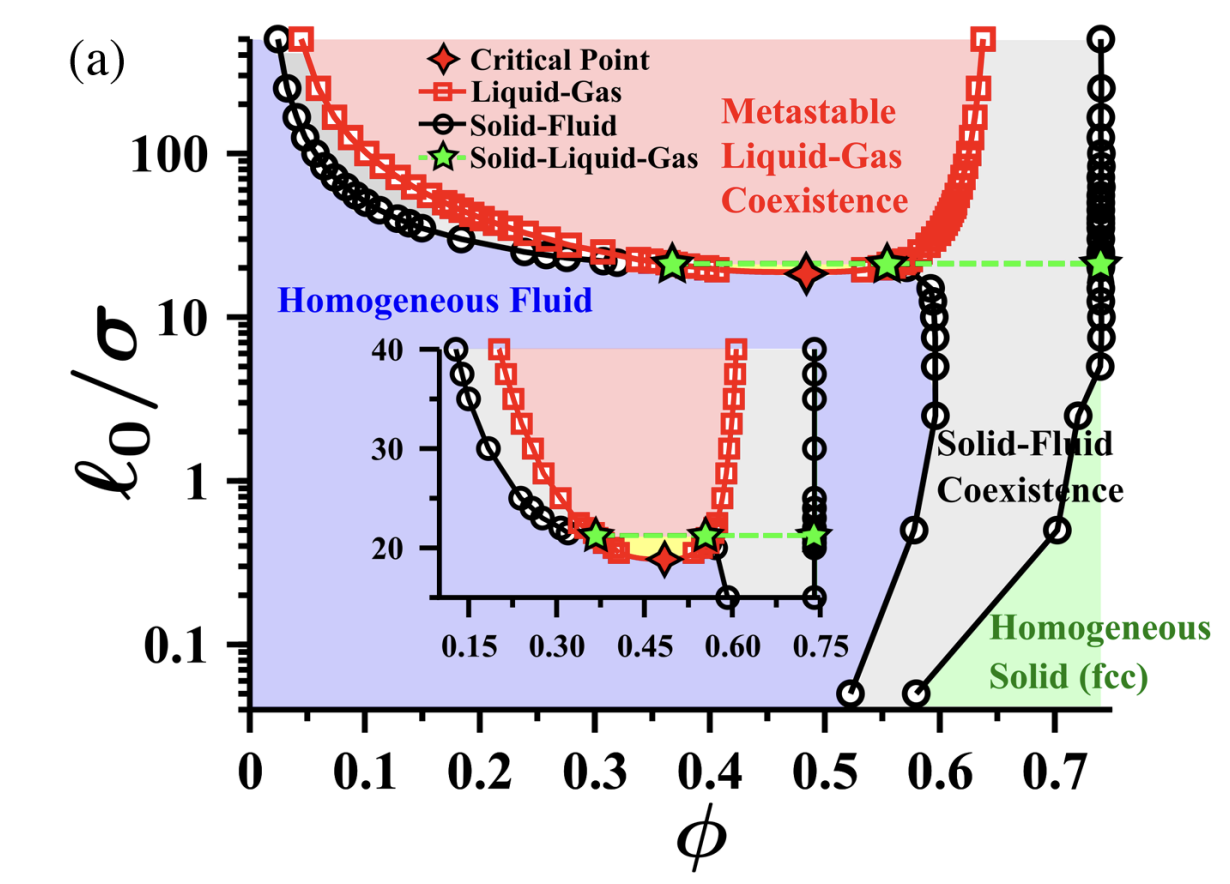 (a)
Critical Point
Liquid-Gas
Solid-Fluid
Solid-Liquid-Gas
Metastable
Liquid-Gas
Coexistence
Homogeneous Fluid
Solid-Fluid
Coexistence
Homogeneous
Solid (fcc)
ℓ₀/σ
100
10
1
0.1
0 0.1 0.2 0.3 0.4 0.5 0.6 0.7
ϕ
40
30
20
0.15 0.30 0.45 0.60 0.75